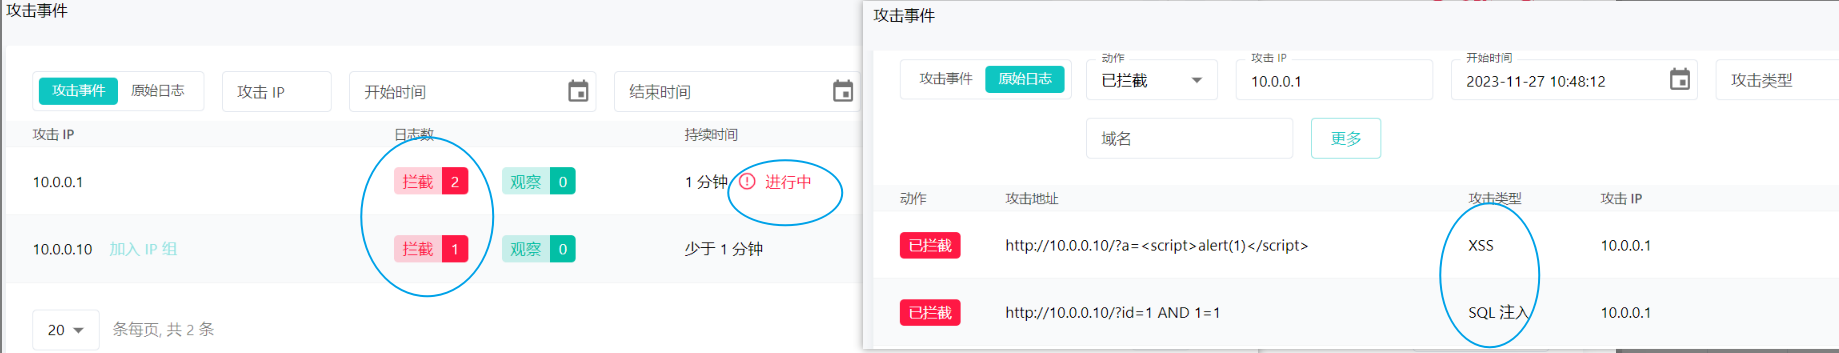 攻击事件
攻击事件 原始日志 攻击 IP 开始时间 结束时间
攻击 IP 日志数 持续时间
10.0.0.1 拦截 2 观察 0 1 分钟 进行中
10.0.0.10 加入 IP 组 拦截 1 观察 0 少于 1 分钟
20 条每页, 共 2 条
攻击事件
动作 攻击 IP 开始时间
攻击事件 原始日志 已拦截 10.0.0.1 2023-11-27 10:48:12 攻击类型
域名 更多
动作 攻击地址 攻击类型 攻击 IP
已拦截 http://10.0.0.10/?a=<script>alert(1)</script> XSS 10.0.0.1
已拦截 http://10.0.0.10/?id=1 AND 1=1 SQL 注入 10.0.0.1